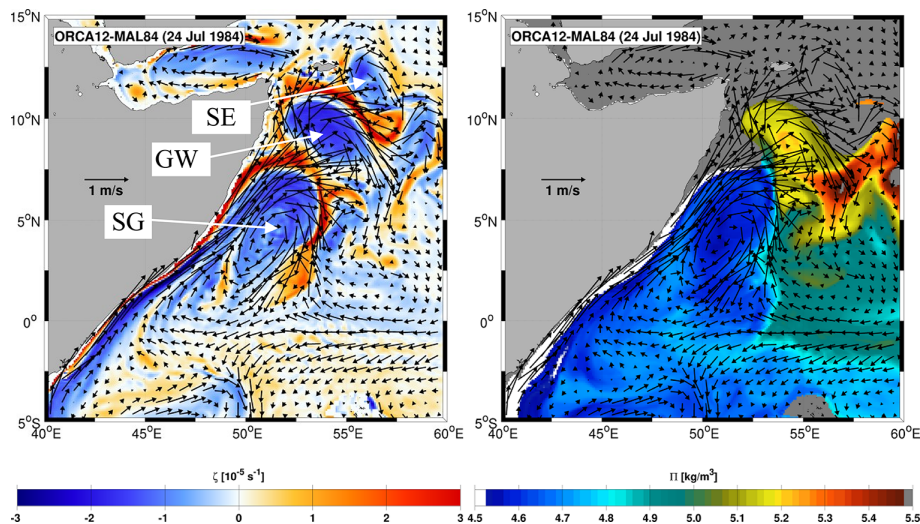 15°N
ORCA12-MAL84 (24 Jul 1984)
SE
10°N
GW
1 m/s
5°N
SG
0°
5°S
40°E
45°E
50°E
55°E
60°E
15°N
ORCA12-MAL84 (24 Jul 1984)
10°N
1 m/s
5°N
0°
5°S
40°E
45°E
50°E
55°E
60°E
ζ [10⁻⁵ s⁻¹]
-3 -2 -1 0 1 2 3
Π [kg/m³]
4.5 4.6 4.7 4.8 4.9 5.0 5.1 5.2 5.3 5.4 5.5